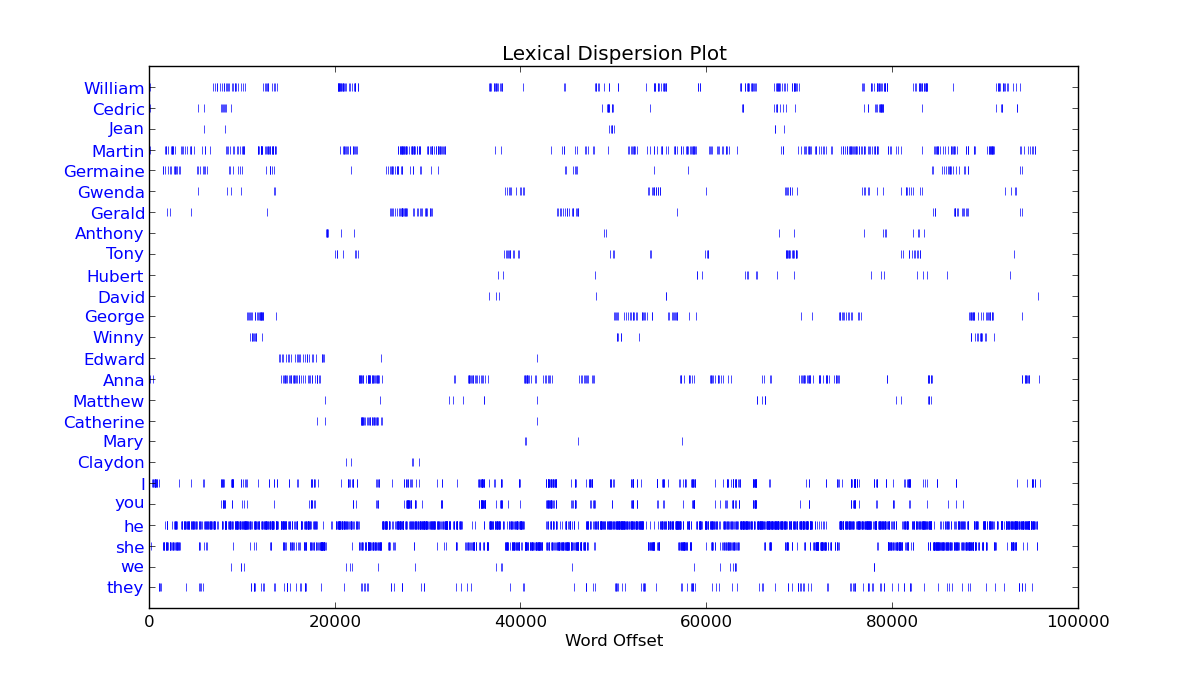 Lexical Dispersion Plot
William
Cedric
Jean
Martin
Germaine
Gwenda
Gerald
Anthony
Tony
Hubert
David
George
Winny
Edward
Anna
Matthew
Catherine
Mary
Claydon
I
you
he
she
we
they
0 20000 40000 60000 80000 100000
Word Offset